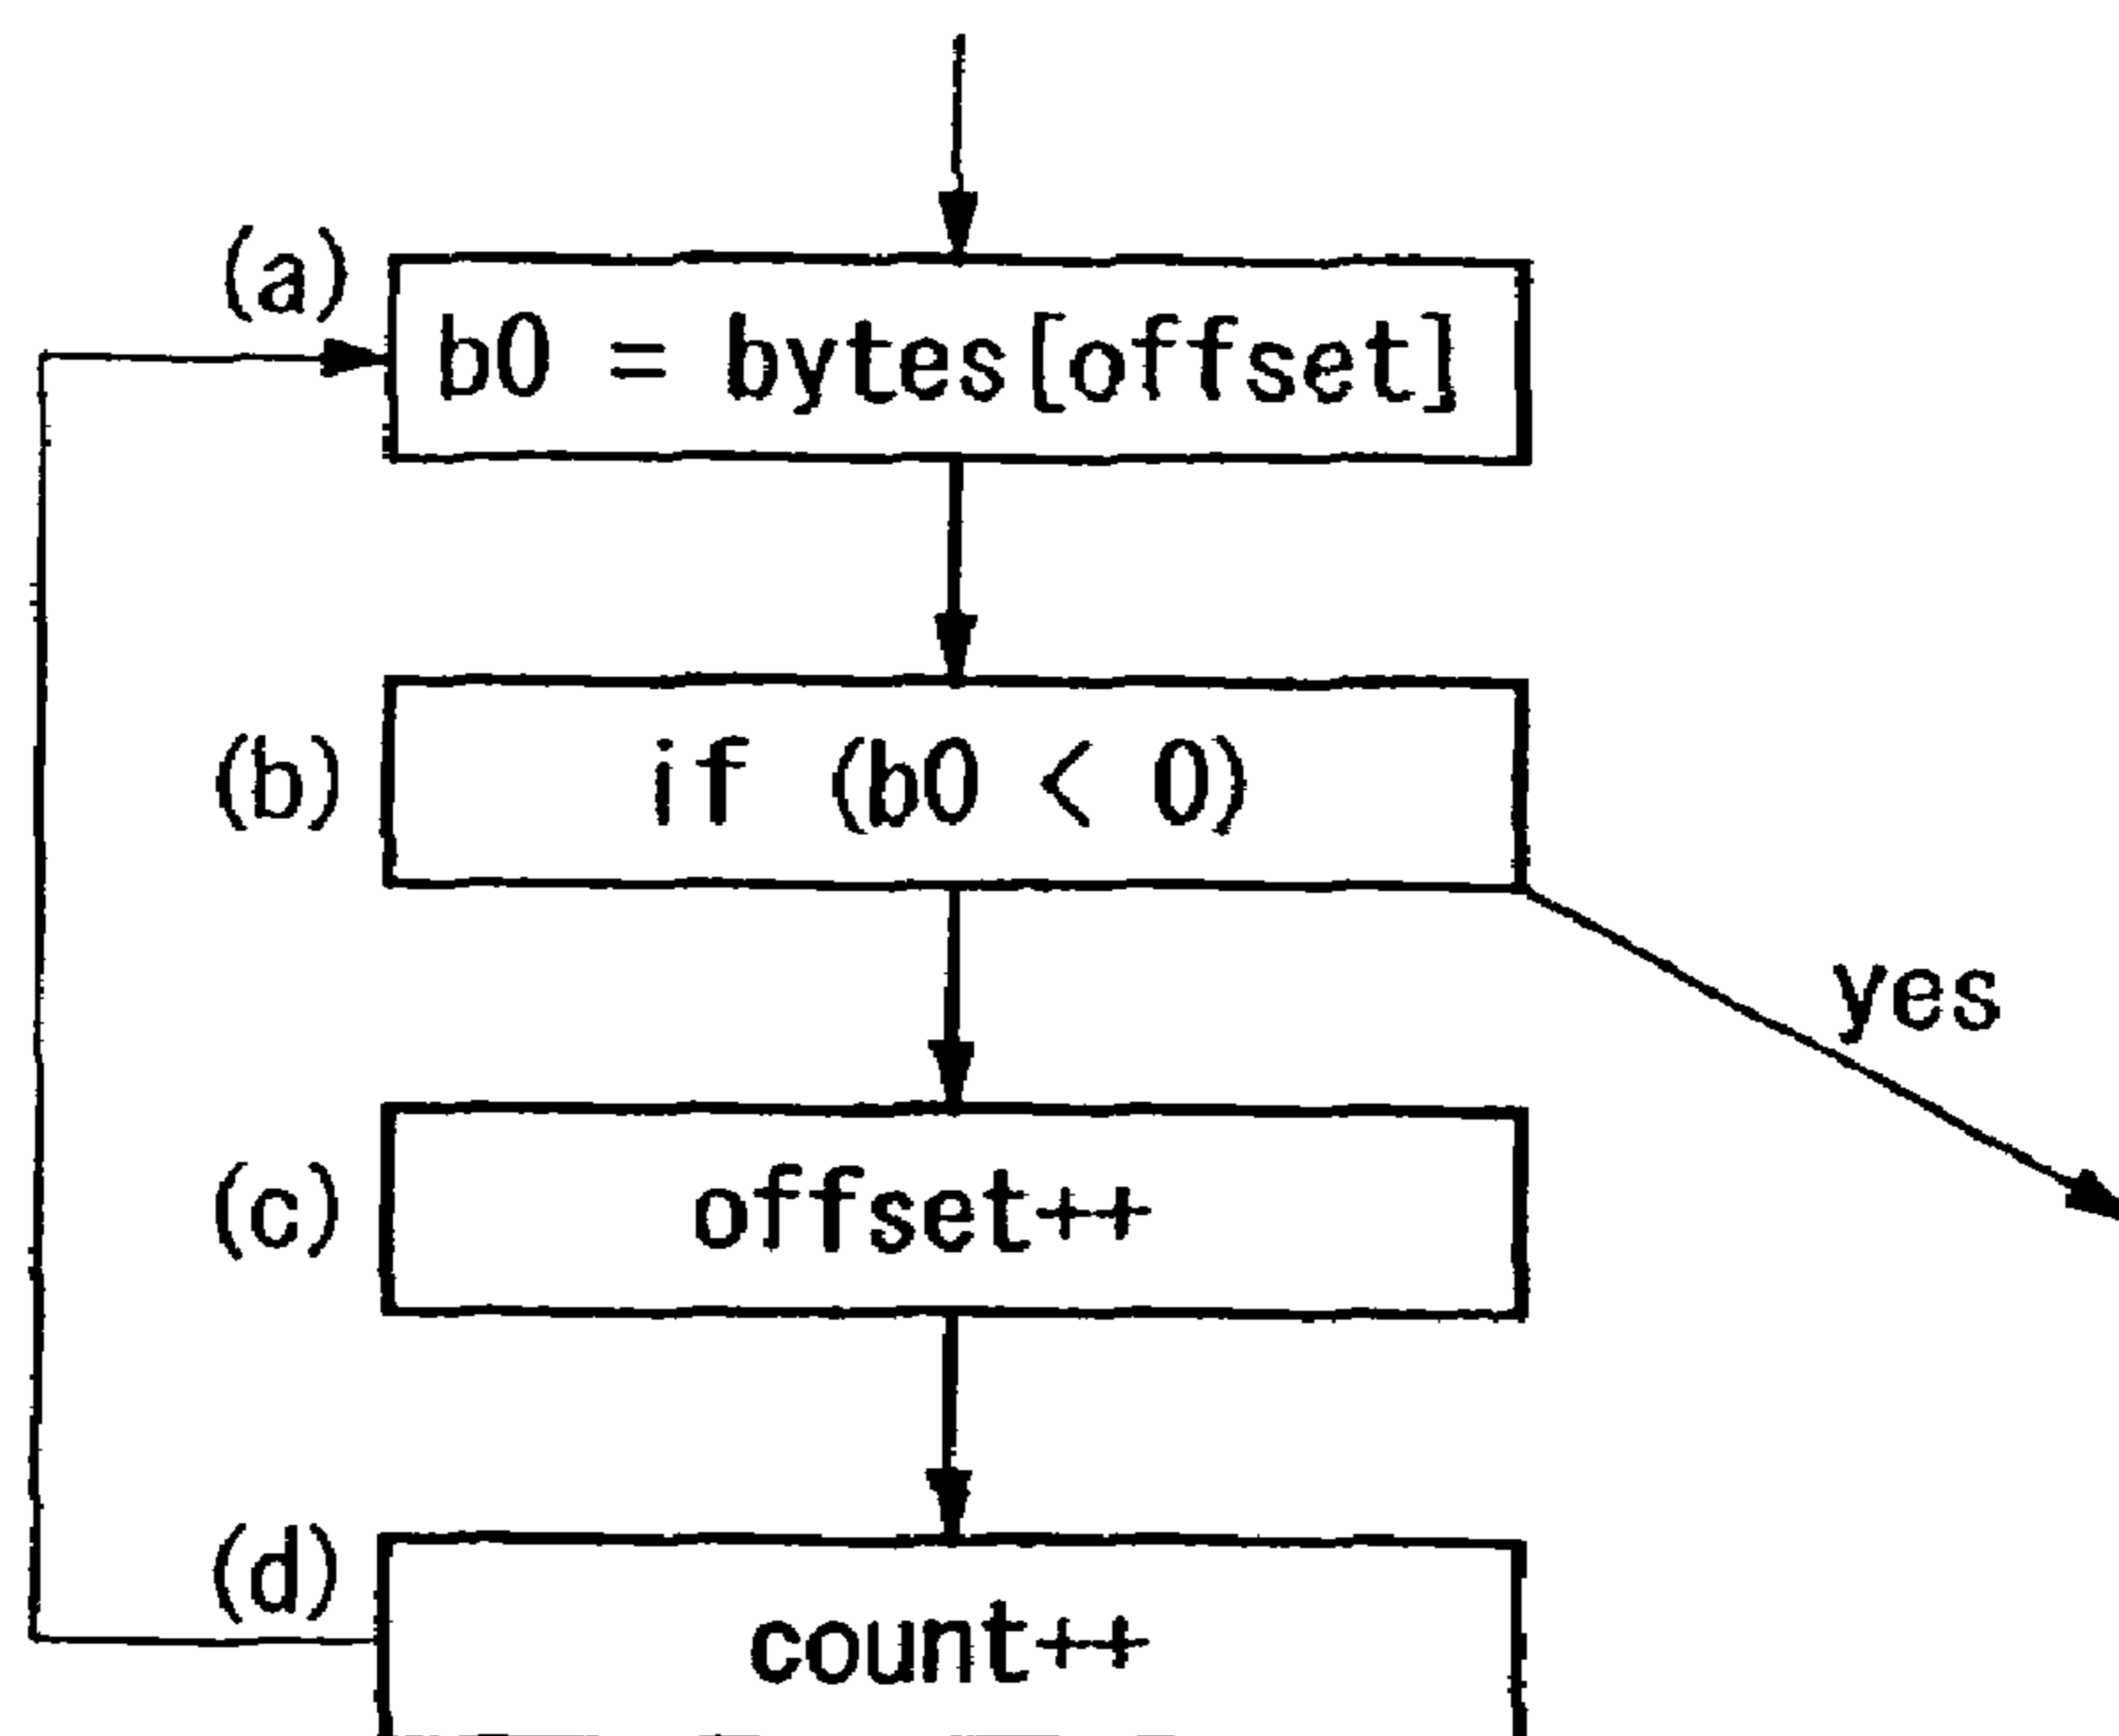 (a)
b0 = bytes[offset]
(b)
if (b0 < 0)
yes
(c)
offset++
(d)
count++